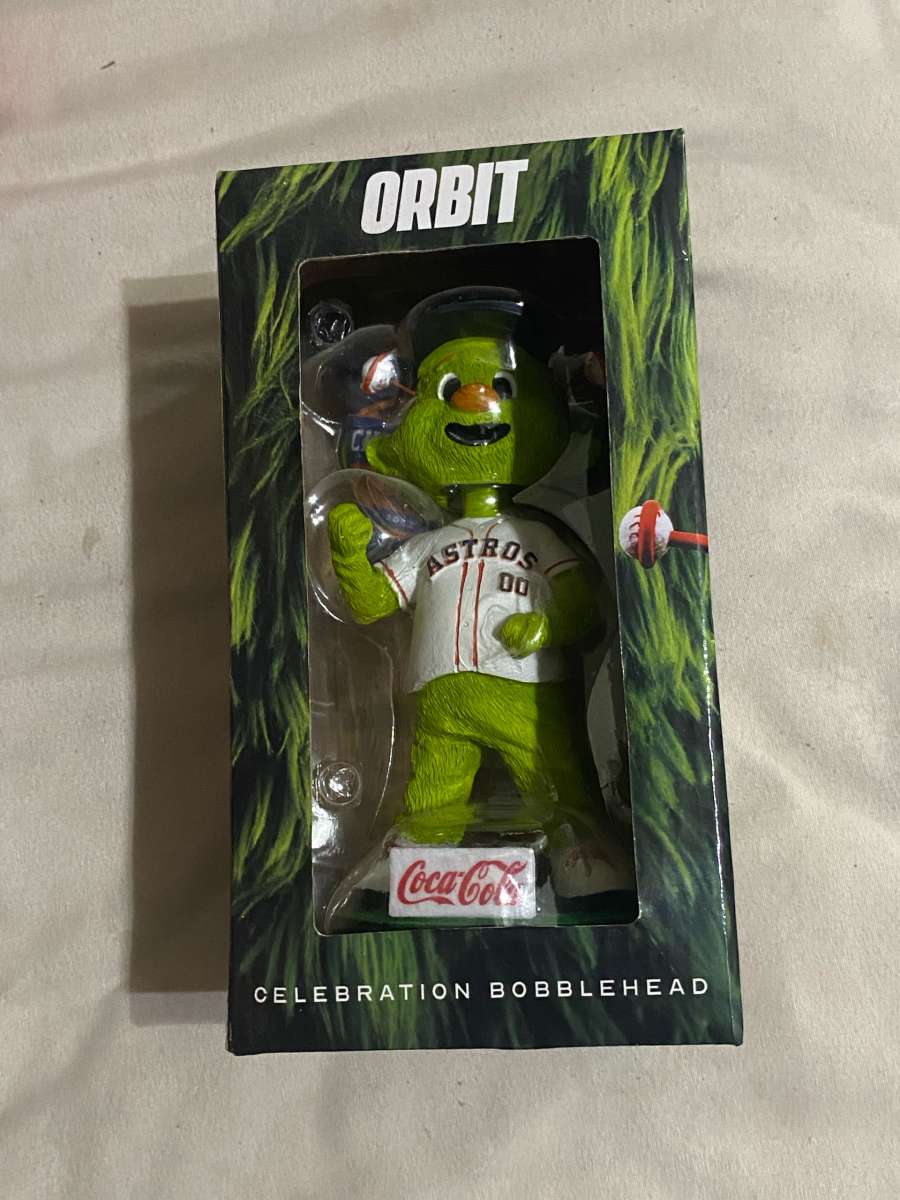 ORBIT
ASTROS
00
Coca-Cola
CELEBRATION BOBBLEHEAD